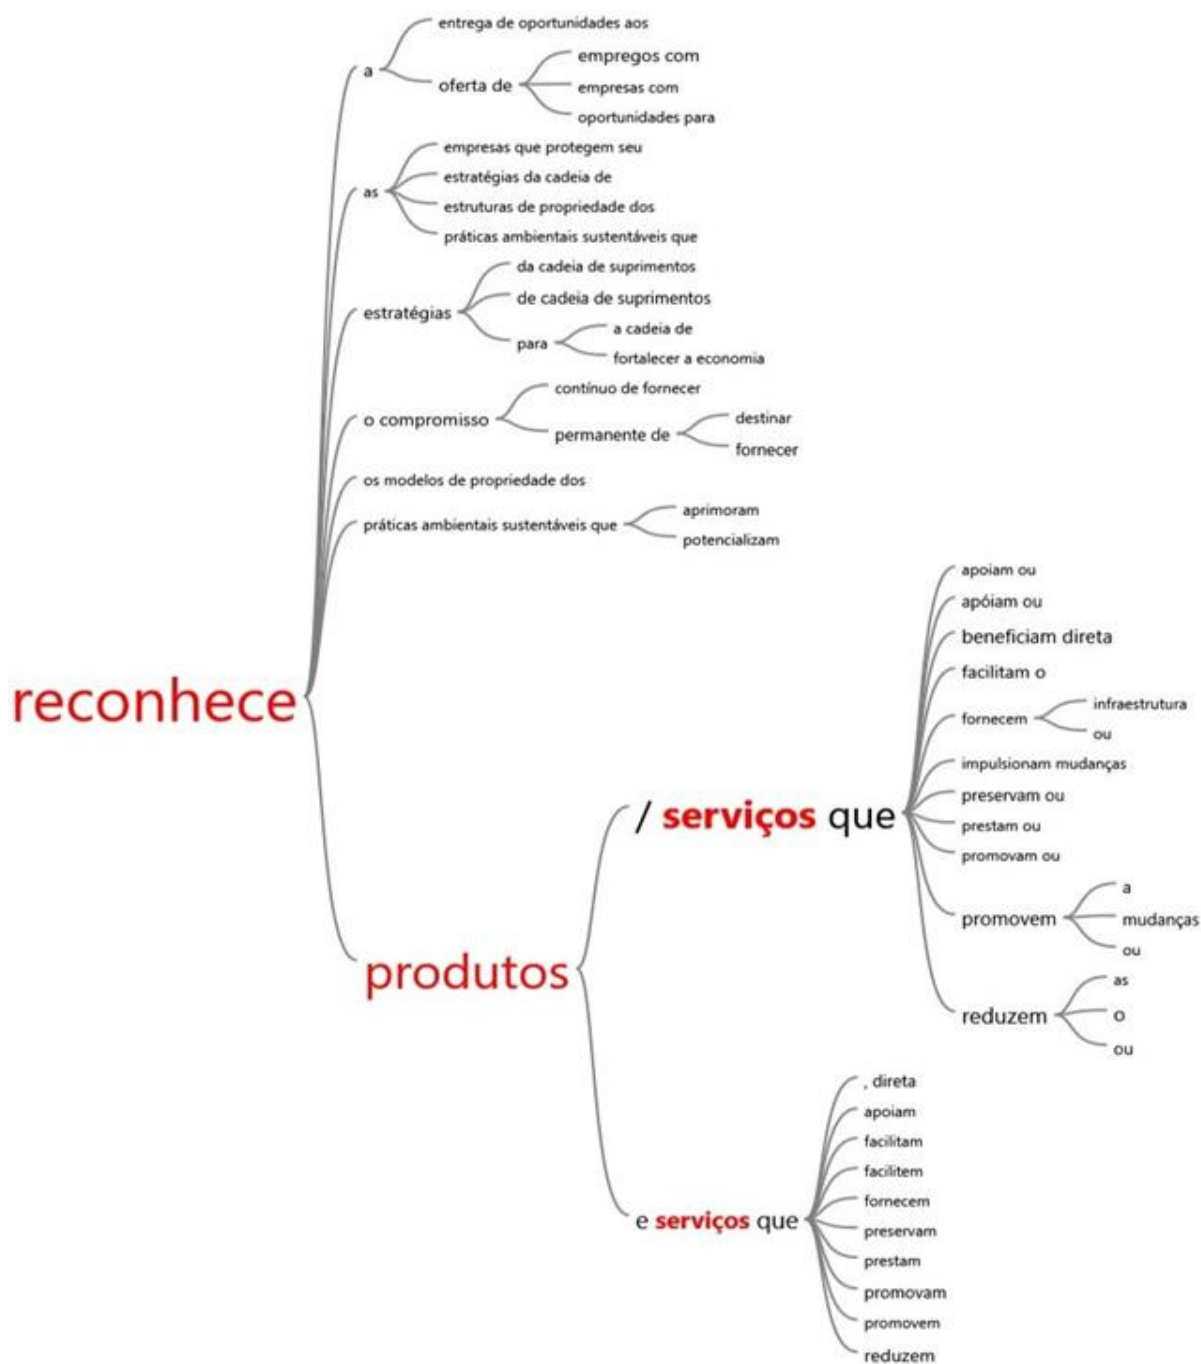 entrega de oportunidades aos
a
oferta de
empregos com
empresas com
oportunidades para
as
empresas que protegem seu
estratégias da cadeia de
estruturas de propriedade dos
práticas ambientais sustentáveis que
estratégias
da cadeia de suprimentos
de cadeia de suprimentos
para
a cadeia de
fortalecer a economia
o compromisso
contínuo de fornecer
permanente de
destinar
fornecer
os modelos de propriedade dos
práticas ambientais sustentáveis que
aprimoram
potencializam
reconhece
produtos
/ serviços que
apoiam ou
apóiam ou
beneficiam direta
facilitam o
fornecem
infraestrutura
ou
impulsionam mudanças
preservam ou
prestam ou
promovam ou
promovem
a
mudanças
ou
reduzem
as
o
ou
e serviços que
, direta
apoiam
facilitam
facilitem
fornecem
preservam
prestam
promovam
promovem
reduzem